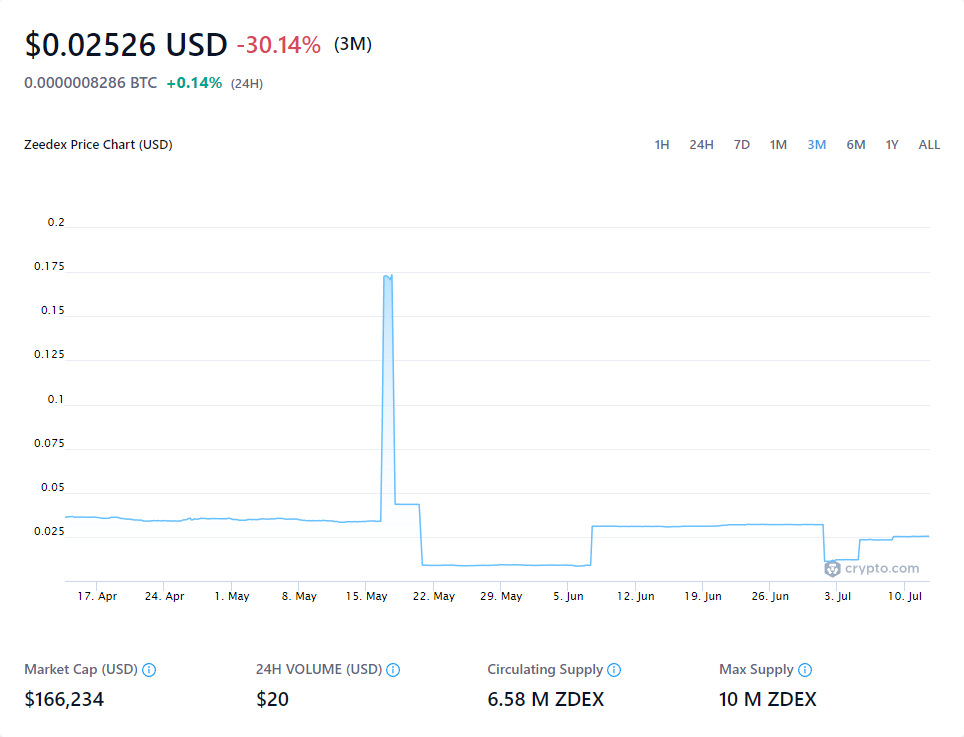 $0.02526 USD -30.14% (3M)
0.0000008286 BTC +0.14% (24H)
Zeedex Price Chart (USD) 1H 24H 7D 1M 3M 6M 1Y ALL
0.2
0.175
0.15
0.125
0.1
0.075
0.05
0.025
crypto.com
17. Apr 24. Apr 1. May 8. May 15. May 22. May 29. May 5. Jun 12. Jun 19. Jun 26. Jun 3. Jul 10. Jul
Market Cap (USD) 24H VOLUME (USD) Circulating Supply Max Supply
$166,234 $20 6.58 M ZDEX 10 M ZDEX